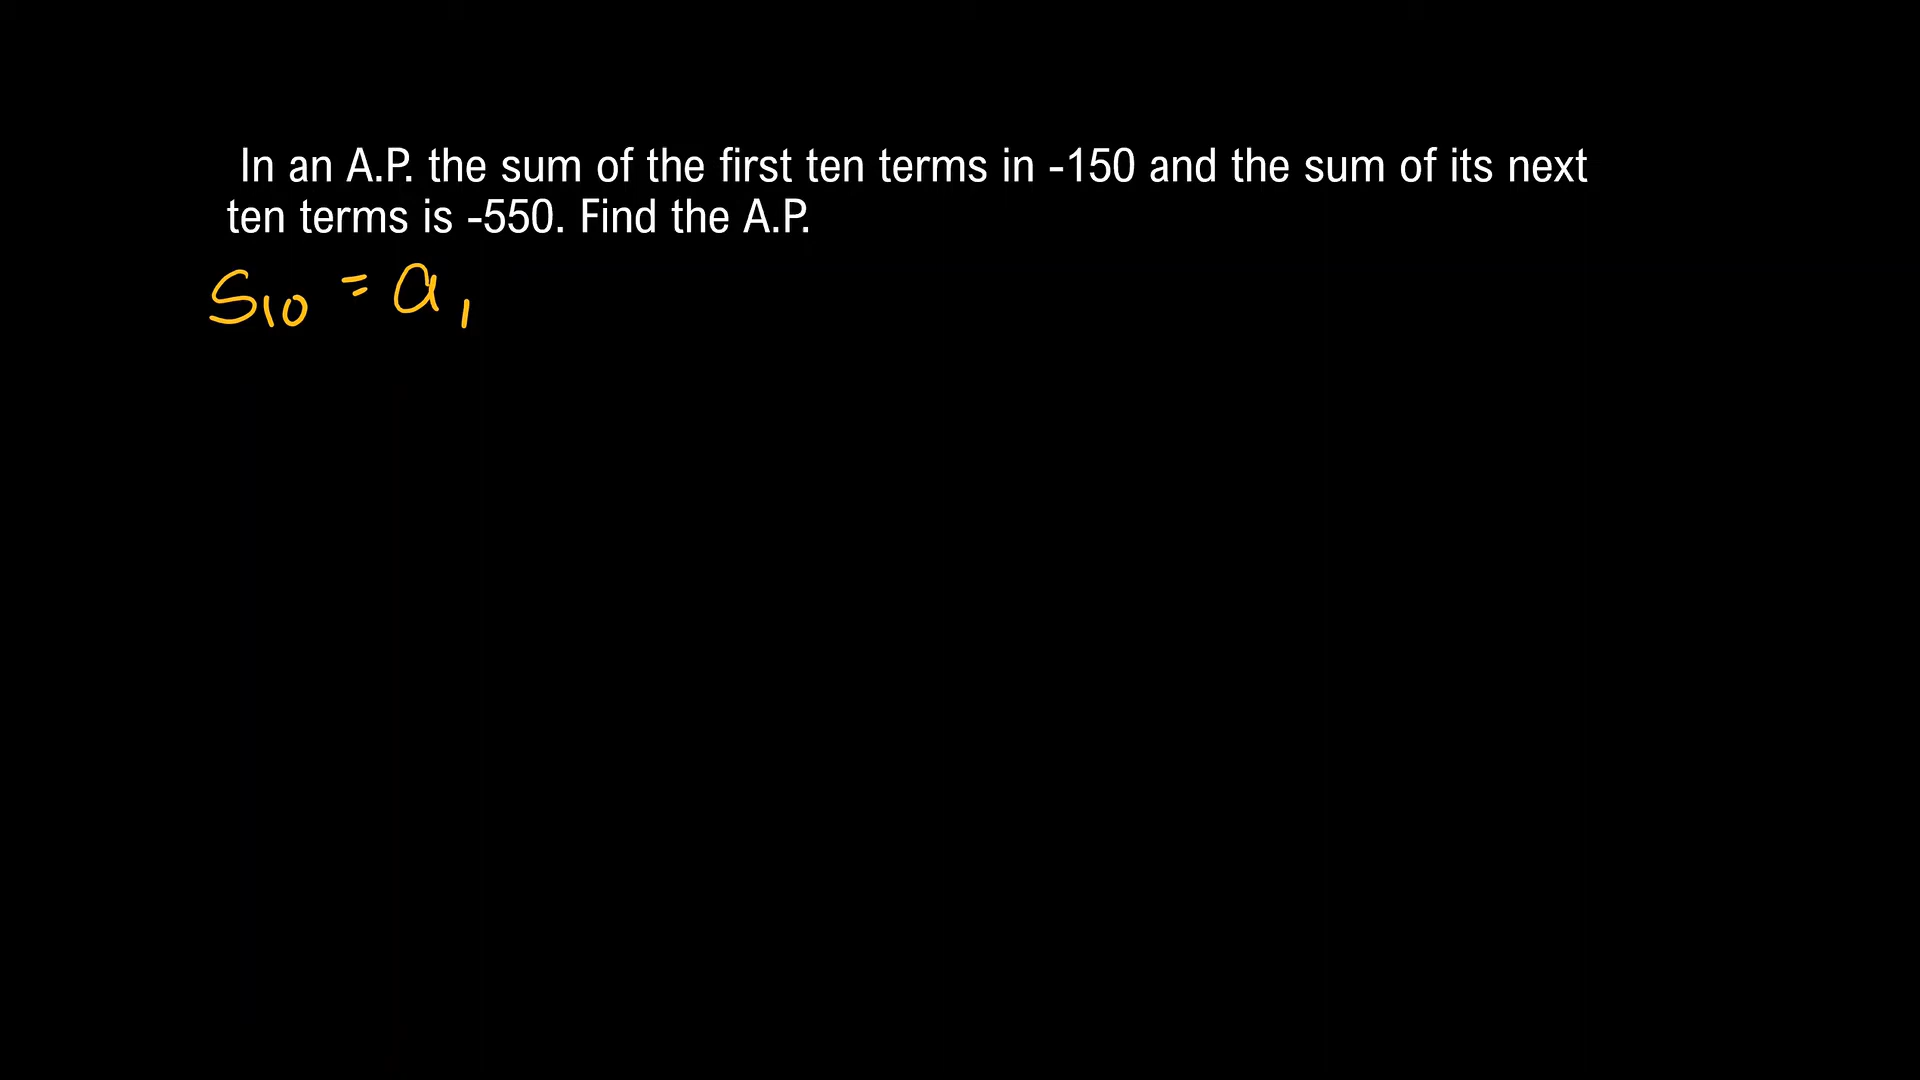 In an A.P. the sum of the first ten terms in -150 and the sum of its next
ten terms is -550. Find the A.P.
S₁₀ = a₁